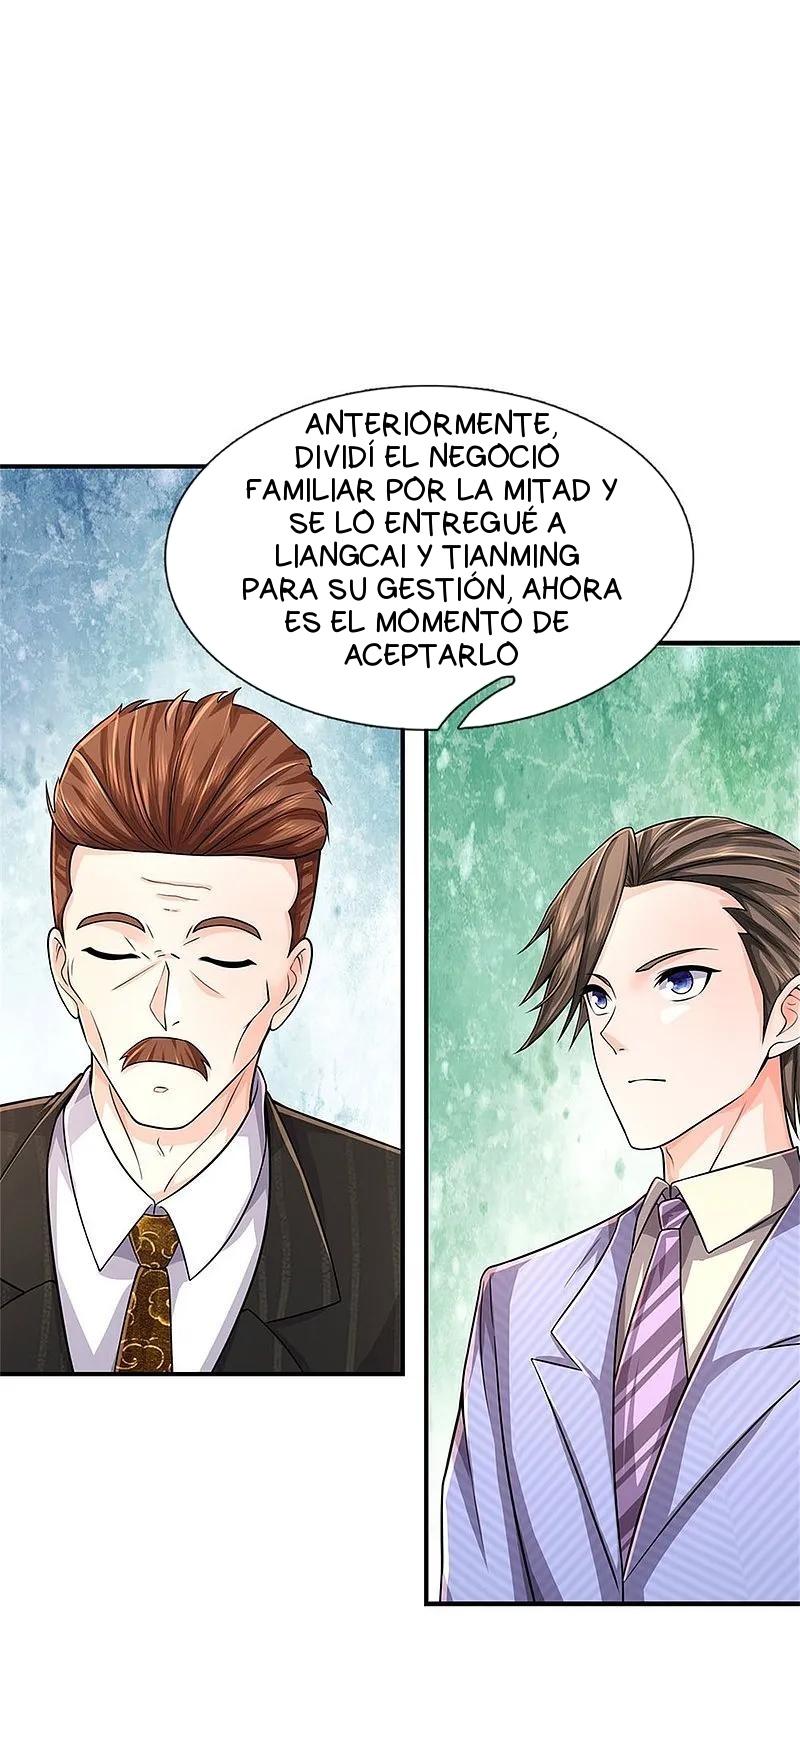 ANTERIORMENTE,
DIVIDÍ EL NEGOCIO
FAMILIAR POR LA MITAD Y
SE LO ENTREGUÉ A
LIANGCAI Y TIANMING
PARA SU GESTIÓN, AHORA
ES EL MOMENTO DE
ACEPTARLO